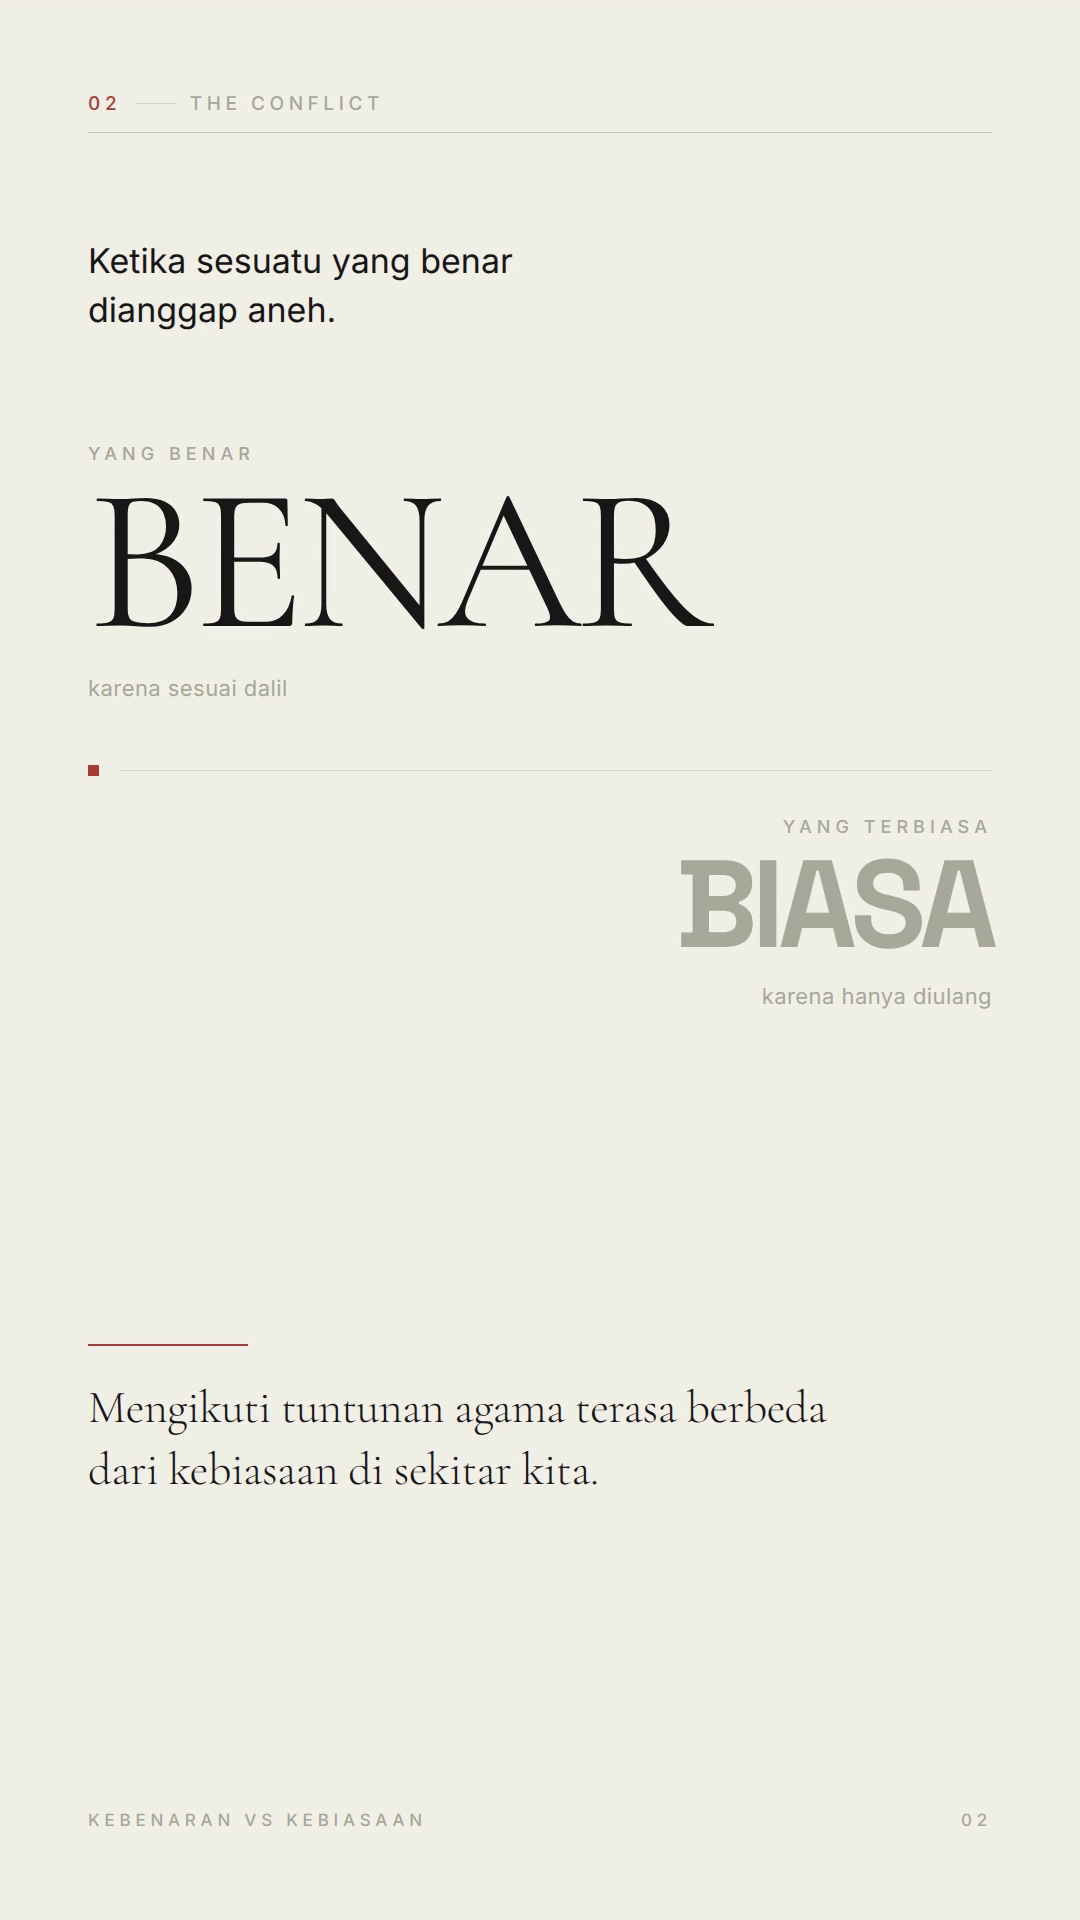 02 THE CONFLICT
Ketika sesuatu yang benar
dianggap aneh.
YANG BENAR
BENAR
karena sesuai dalil
YANG TERBIASA
BIASA
karena hanya diulang
Mengikuti tuntunan agama terasa berbeda
dari kebiasaan di sekitar kita.
KEBENARAN VS KEBIASAAN 02